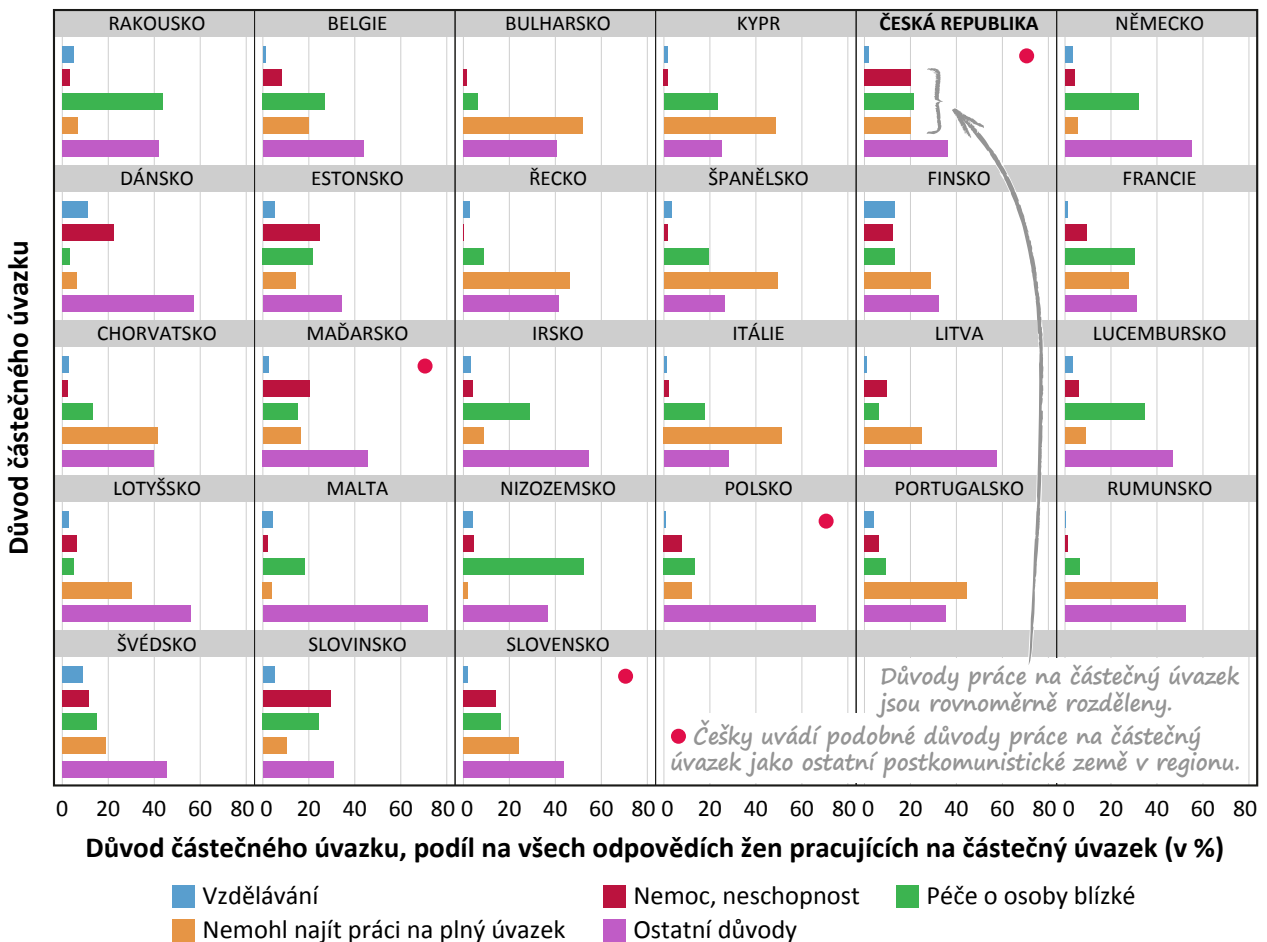 RAKOUSKO BELGIE BULHARSKO KYPR ČESKÁ REPUBLIKA NĚMECKO
DÁNSKO ESTONSKO ŘECKO ŠPANĚLSKO FINSKO FRANCIE
CHORVATSKO MAĎARSKO IRSKO ITÁLIE LITVA LUCEMBURSKO
LOTYŠSKO MALTA NIZOZEMSKO POLSKO PORTUGALSKO RUMUNSKO
ŠVÉDSKO SLOVINSKO SLOVENSKO
Důvod částečného úvazku
Důvody práce na částečný úvazek
jsou rovnoměrně rozděleny.
Češky uvádí podobné důvody práce na částečný
úvazek jako ostatní postkomunistické země v regionu.
0 20 40 60 80 0 20 40 60 80 0 20 40 60 80 0 20 40 60 80 0 20 40 60 80 0 20 40 60 80
Důvod částečného úvazku, podíl na všech odpovědích žen pracujících na částečný úvazek (v %)
Vzdělávání Nemoc, neschopnost Péče o osoby blízké
Nemohl najít práci na plný úvazek Ostatní důvody